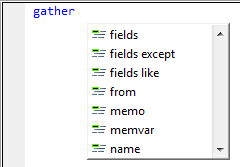 gather
fields
fields except
fields like
from
memo
memvar
name